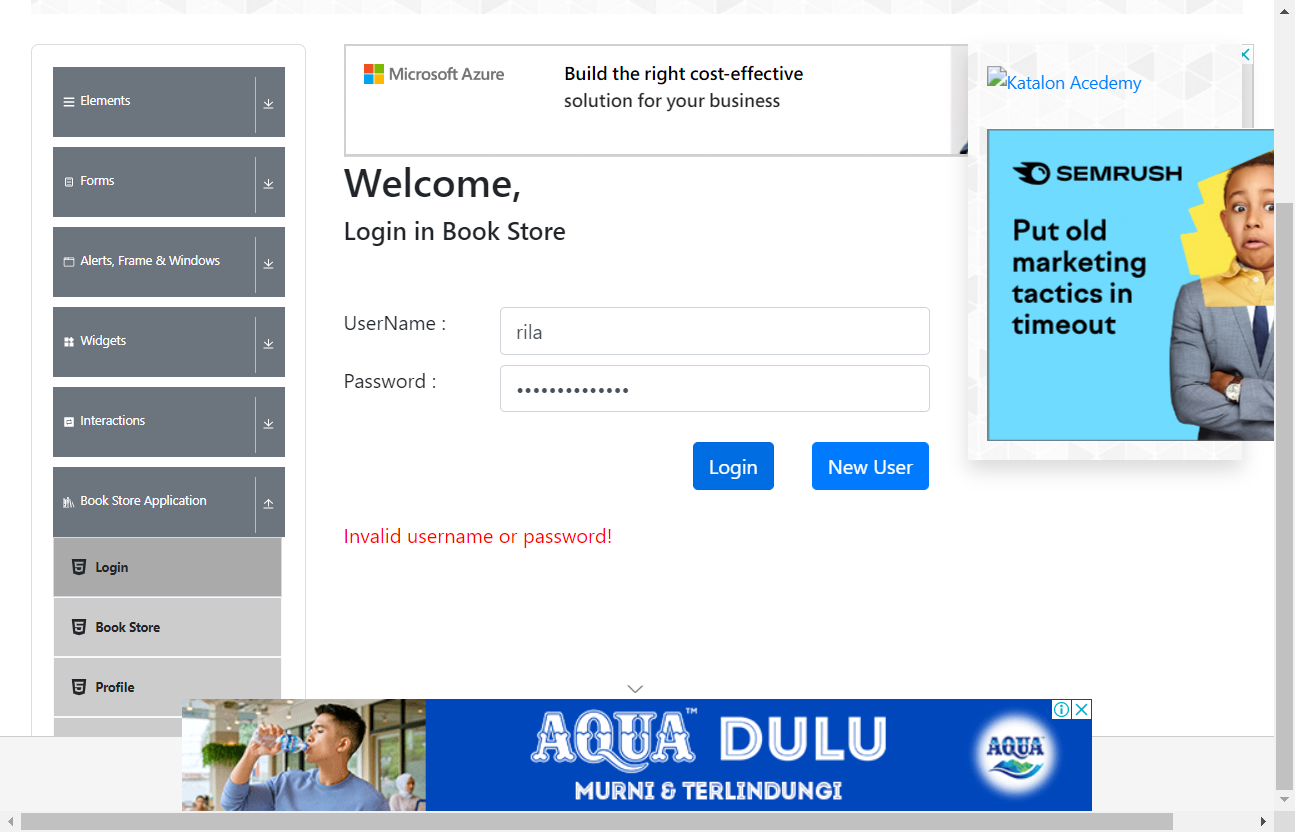 Elements
Forms
Alerts, Frame & Windows
Widgets
Interactions
Book Store Application
Login
Book Store
Profile
Microsoft Azure
Build the right cost-effective
solution for your business
Welcome,
Login in Book Store
UserName :
rila
Password :
••••••••••••••
Login
New User
Invalid username or password!
Katalon Acedemy
SEMRUSH
Put old
marketing
tactics in
timeout
AQUA™ DULU
MURNI & TERLINDUNGI
AQUA